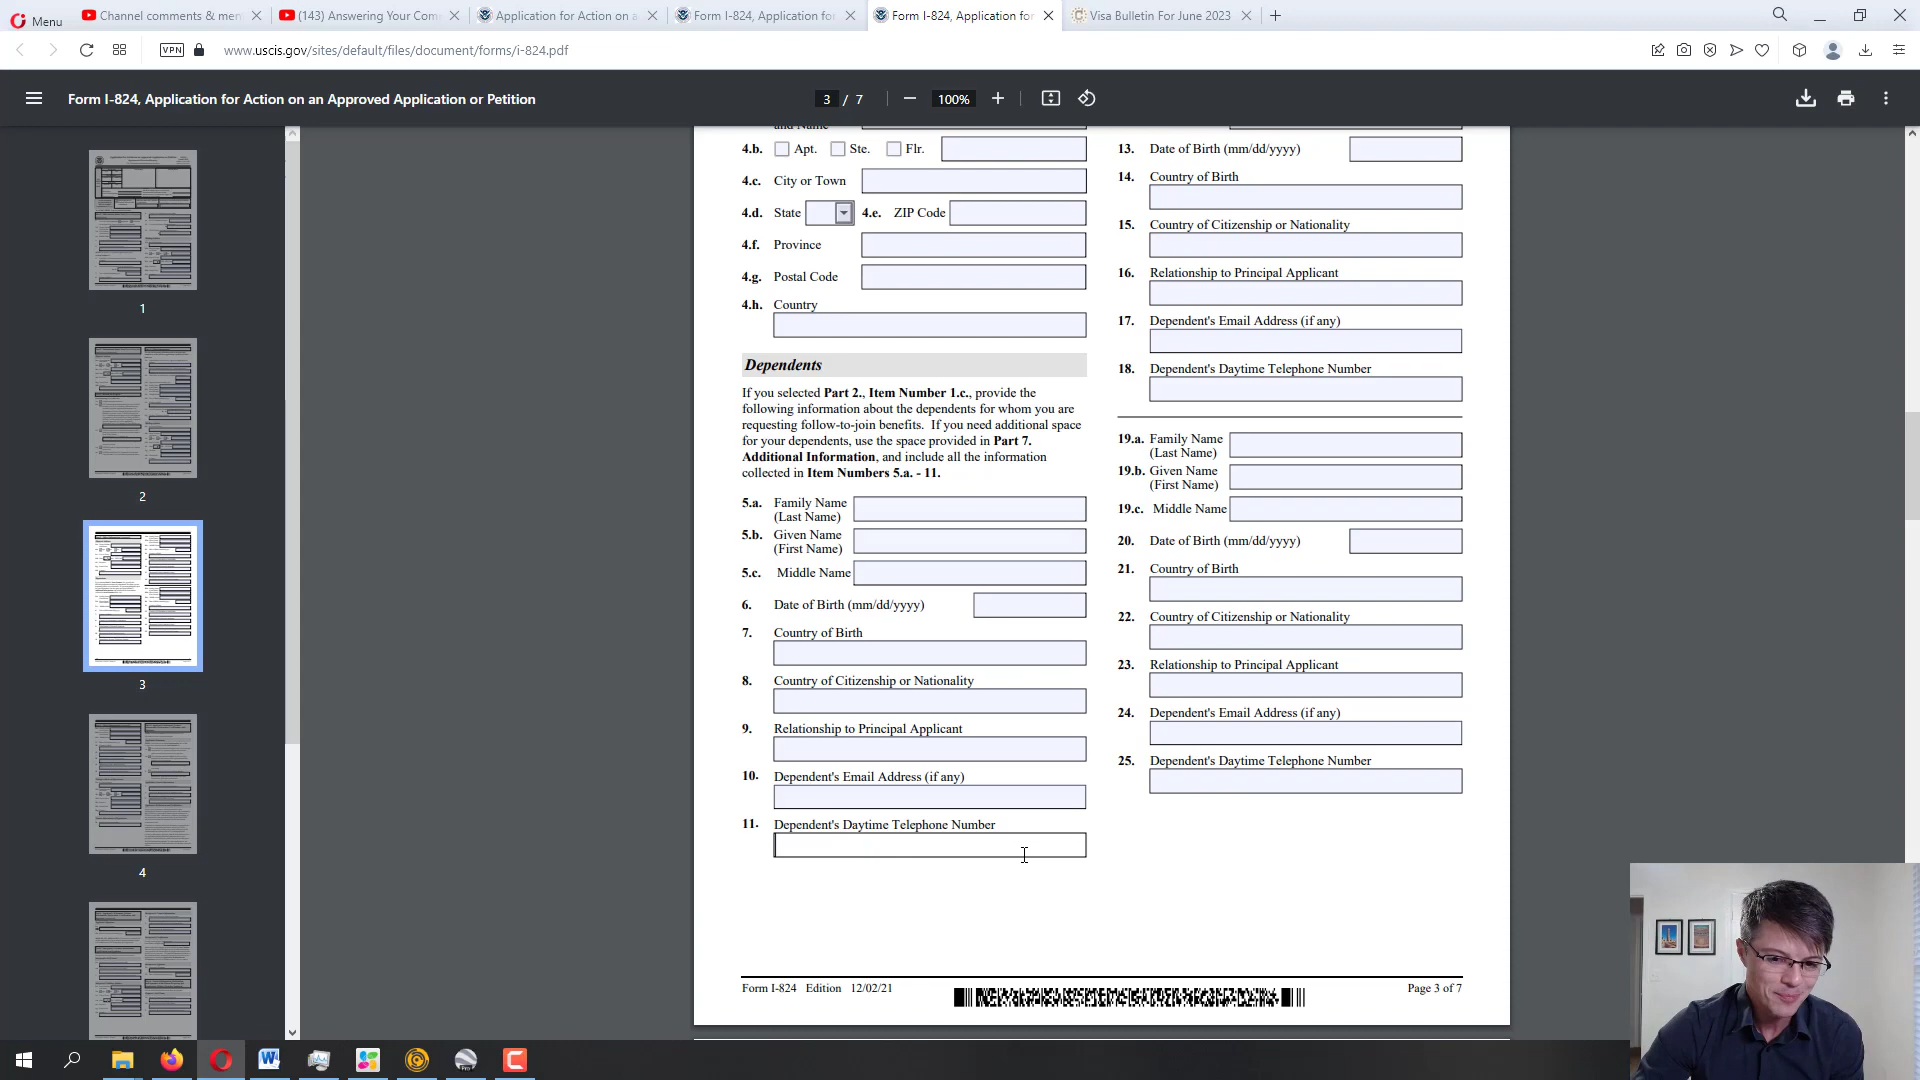 Menu
Channel comments & men
(143) Answering Your Com
Application for Action on a
Form I-824, Application fo
Form I-824, Application fo
Visa Bulletin For June 2023
VPN
www.uscis.gov/sites/default/files/document/forms/i-824.pdf
Form I-824, Application for Action on an Approved Application or Petition
3 / 7
100%
1
2
3
4
and Name
4.b. Apt. Ste. Flr.
4.c. City or Town
4.d. State 4.e. ZIP Code
4.f. Province
4.g. Postal Code
4.h. Country
Dependents
If you selected Part 2., Item Number 1.c., provide the
following information about the dependents for whom you are
requesting follow-to-join benefits. If you need additional space
for your dependents, use the space provided in Part 7.
Additional Information, and include all the information
collected in Item Numbers 5.a. - 11.
5.a. Family Name
(Last Name)
5.b. Given Name
(First Name)
5.c. Middle Name
6. Date of Birth (mm/dd/yyyy)
7. Country of Birth
8. Country of Citizenship or Nationality
9. Relationship to Principal Applicant
10. Dependent's Email Address (if any)
11. Dependent's Daytime Telephone Number
13. Date of Birth (mm/dd/yyyy)
14. Country of Birth
15. Country of Citizenship or Nationality
16. Relationship to Principal Applicant
17. Dependent's Email Address (if any)
18. Dependent's Daytime Telephone Number
19.a. Family Name
(Last Name)
19.b. Given Name
(First Name)
19.c. Middle Name
20. Date of Birth (mm/dd/yyyy)
21. Country of Birth
22. Country of Citizenship or Nationality
23. Relationship to Principal Applicant
24. Dependent's Email Address (if any)
25. Dependent's Daytime Telephone Number
Form I-824 Edition 12/02/21
Page 3 of 7